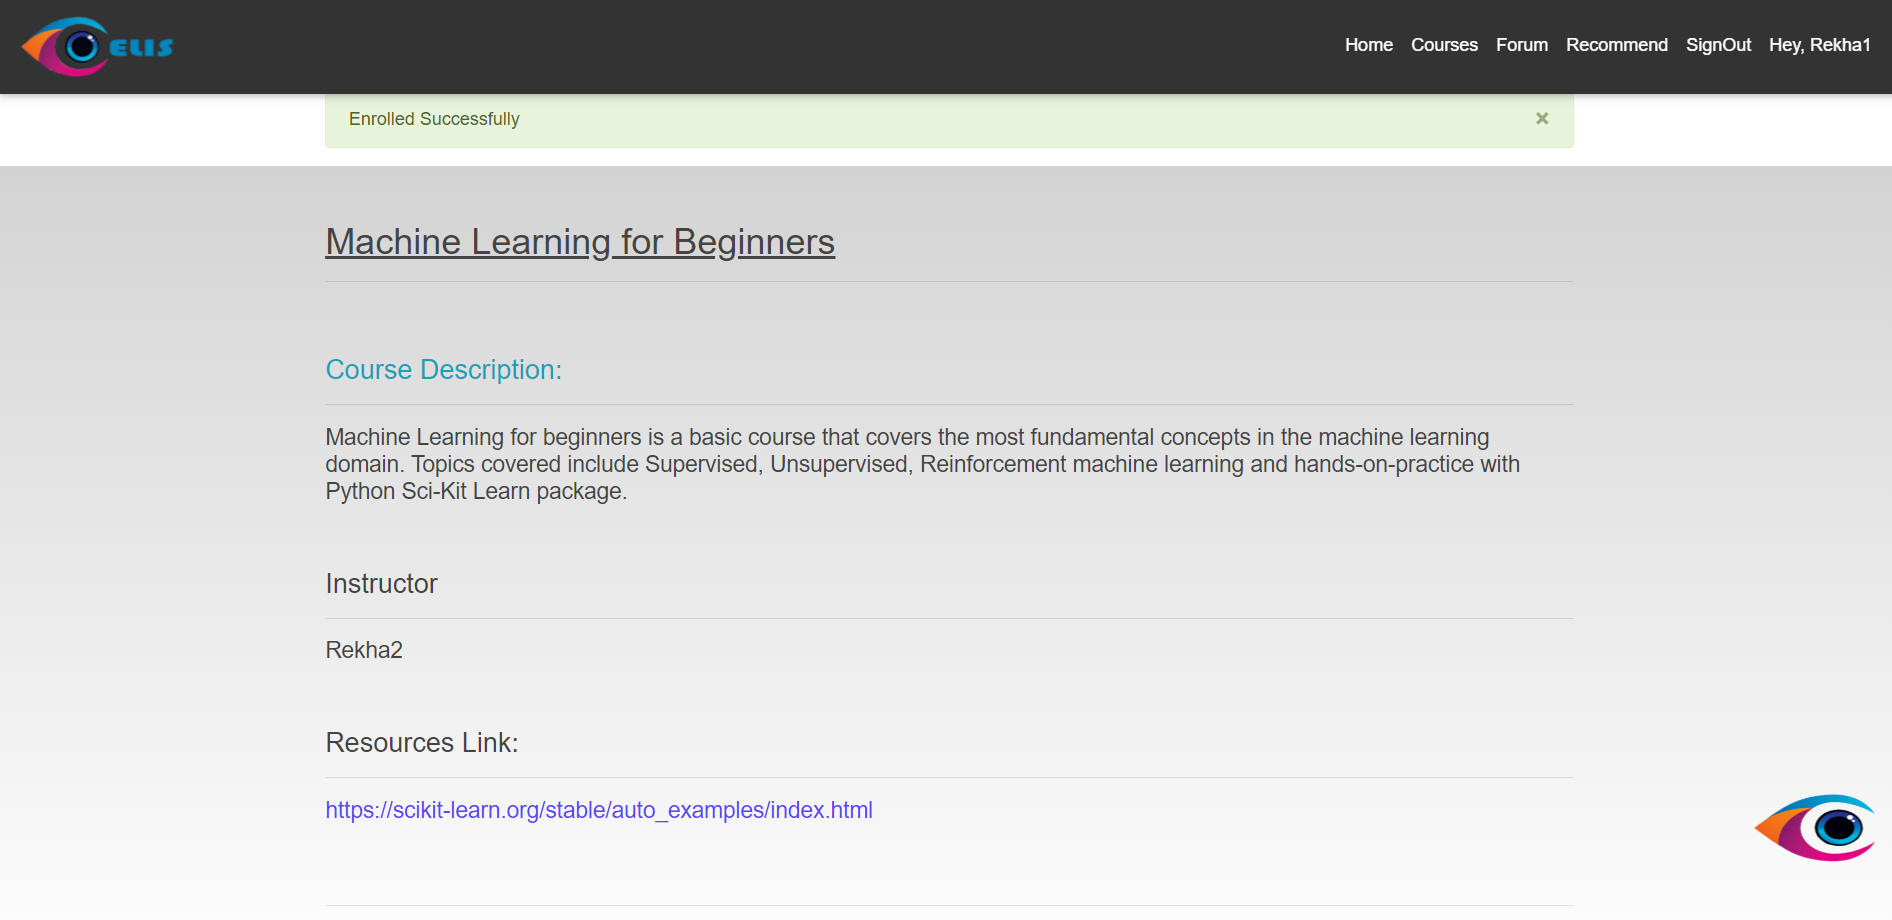 ELIS
Home Courses Forum Recommend SignOut Hey, Rekha1
Enrolled Successfully ×
Machine Learning for Beginners
Course Description:
Machine Learning for beginners is a basic course that covers the most fundamental concepts in the machine learning
domain. Topics covered include Supervised, Unsupervised, Reinforcement machine learning and hands-on-practice with
Python Sci-Kit Learn package.
Instructor
Rekha2
Resources Link:
https://scikit-learn.org/stable/auto_examples/index.html